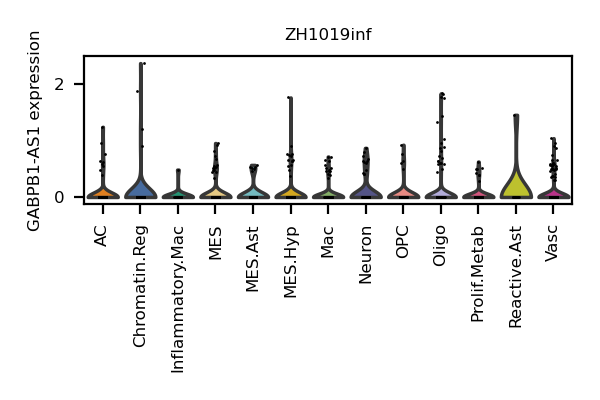 ZH1019inf
GABPB1-AS1 expression
2
0
AC
Chromatin.Reg
Inflammatory.Mac
MES
MES.Ast
MES.Hyp
Mac
Neuron
OPC
Oligo
Prolif.Metab
Reactive.Ast
Vasc